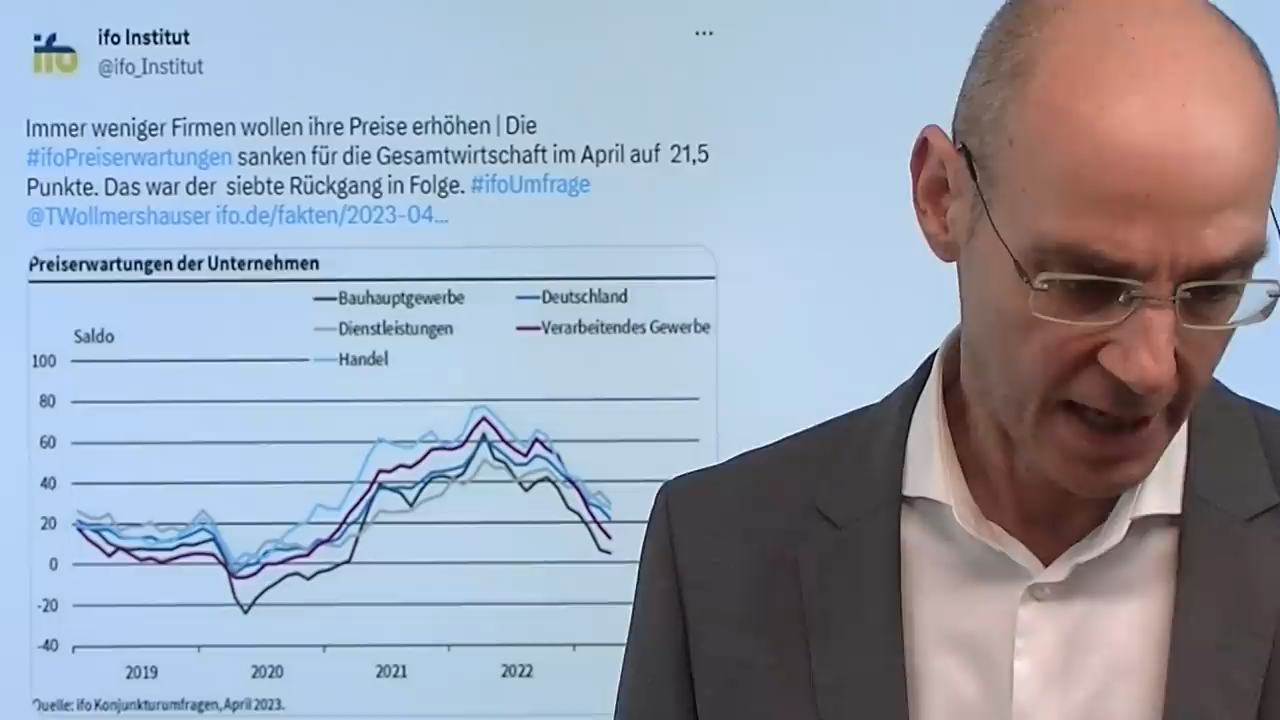 ifo
ifo Institut
@ifo_Institut
Immer weniger Firmen wollen ihre Preise erhöhen | Die
#ifoPreiserwartungen sanken für die Gesamtwirtschaft im April auf 21,5
Punkte. Das war der siebte Rückgang in Folge. #ifoUmfrage
@TWollmershauser ifo.de/fakten/2023-04...
Preiserwartungen der Unternehmen
Bauhauptgewerbe Deutschland
Dienstleistungen Verarbeitendes Gewerbe
Handel
Saldo
100
80
60
40
20
0
-20
-40
2019 2020 2021 2022
Quelle: ifo Konjunkturumfragen, April 2023.